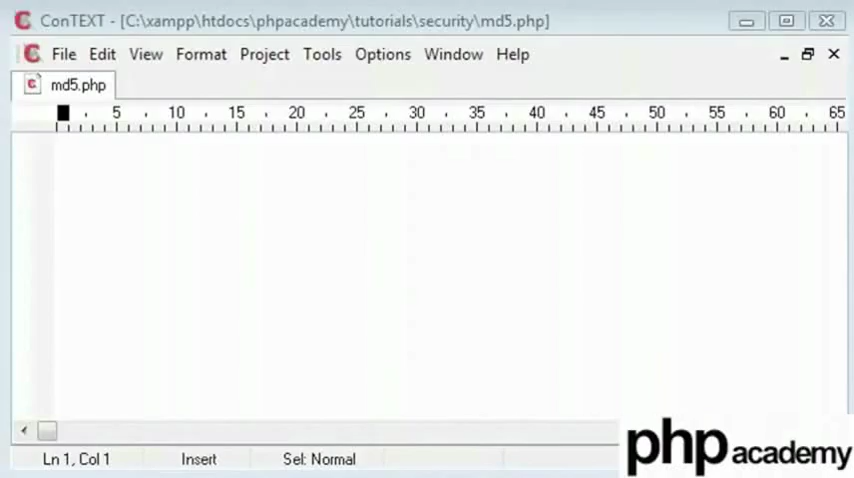 ConTEXT - [C:\xampp\htdocs\phpacademy\tutorials\security\md5.php]
File Edit View Format Project Tools Options Window Help
md5.php
5 10 15 20 25 30 35 40 45 50 55 60 65
Ln 1, Col 1 Insert Sel: Normal
php academy